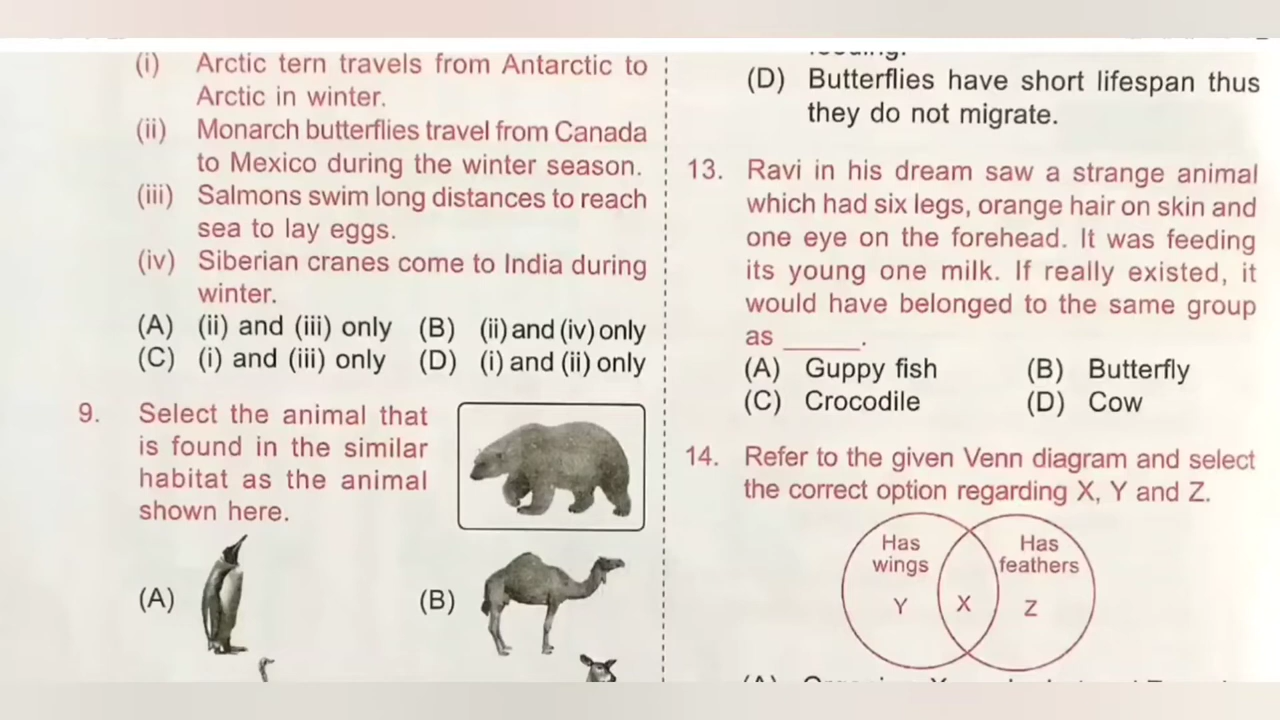 (i) Arctic tern travels from Antarctic to
Arctic in winter.
(ii) Monarch butterflies travel from Canada
to Mexico during the winter season.
(iii) Salmons swim long distances to reach
sea to lay eggs.
(iv) Siberian cranes come to India during
winter.
(A) (ii) and (iii) only (B) (ii) and (iv) only
(C) (i) and (iii) only (D) (i) and (ii) only
9. Select the animal that
is found in the similar
habitat as the animal
shown here.
(A) (B)
(D) Butterflies have short lifespan thus
they do not migrate.
13. Ravi in his dream saw a strange animal
which had six legs, orange hair on skin and
one eye on the forehead. It was feeding
its young one milk. If really existed, it
would have belonged to the same group
as ______.
(A) Guppy fish (B) Butterfly
(C) Crocodile (D) Cow
14. Refer to the given Venn diagram and select
the correct option regarding X, Y and Z.
Has Has
wings feathers
Y X Z